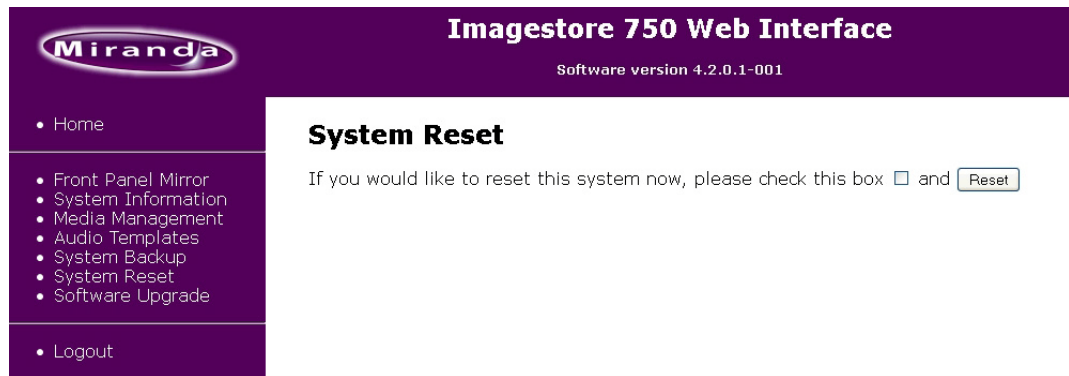 Miranda
Imagestore 750 Web Interface
Software version 4.2.0.1-001
• Home
• Front Panel Mirror
• System Information
• Media Management
• Audio Templates
• System Backup
• System Reset
• Software Upgrade
• Logout
System Reset
If you would like to reset this system now, please check this box ☐ and Reset